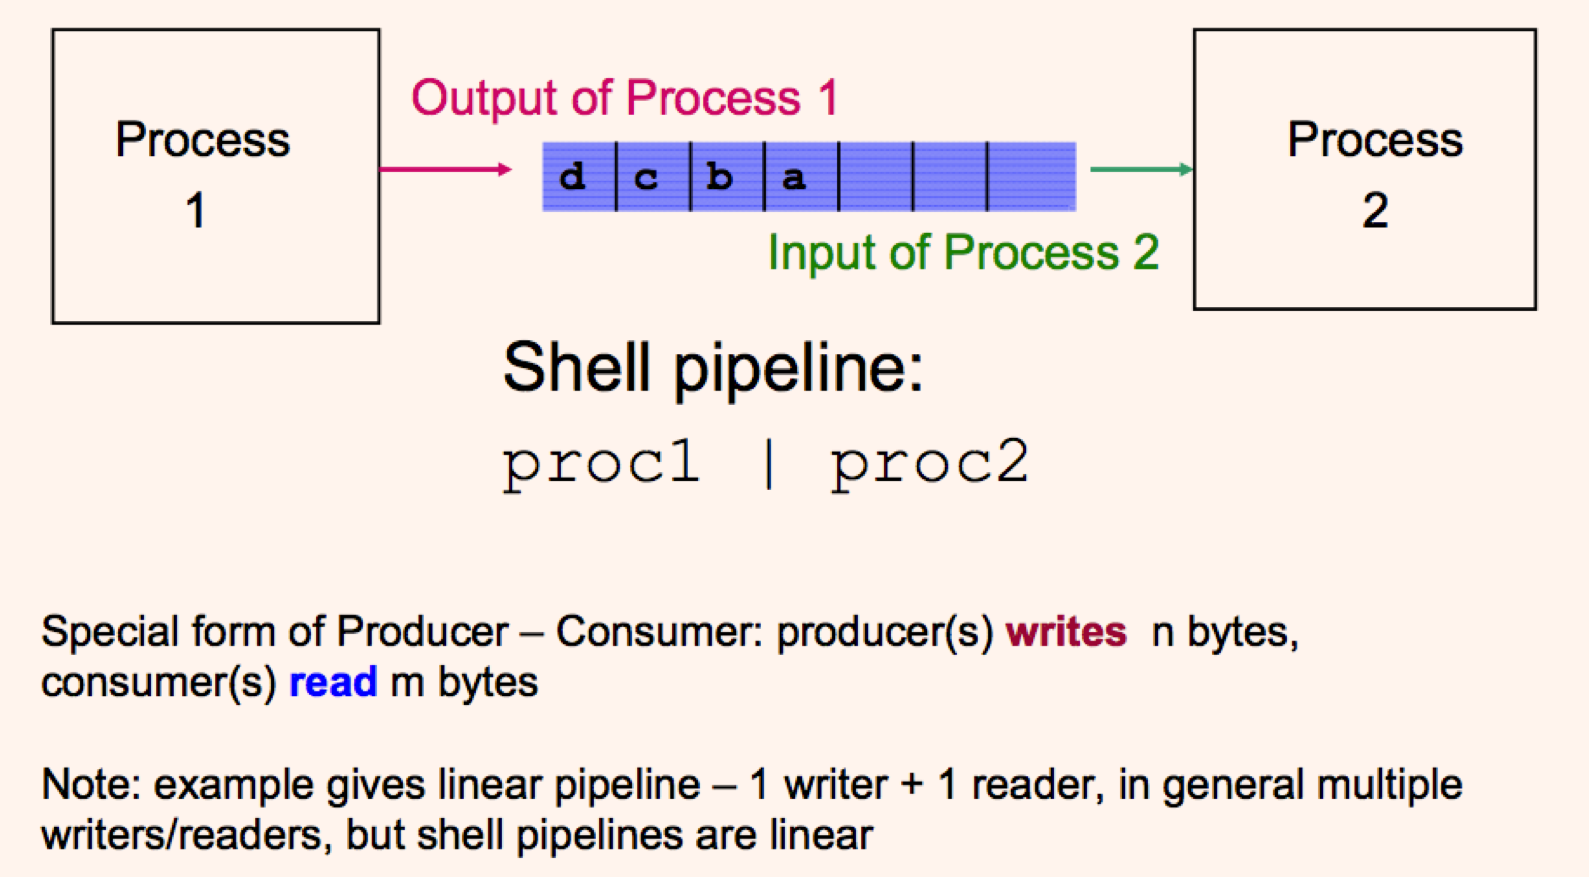 Process
1
Output of Process 1
d c b a
Input of Process 2
Process
2
Shell pipeline:
proc1 | proc2
Special form of Producer – Consumer: producer(s) writes n bytes,
consumer(s) read m bytes
Note: example gives linear pipeline – 1 writer + 1 reader, in general multiple
writers/readers, but shell pipelines are linear